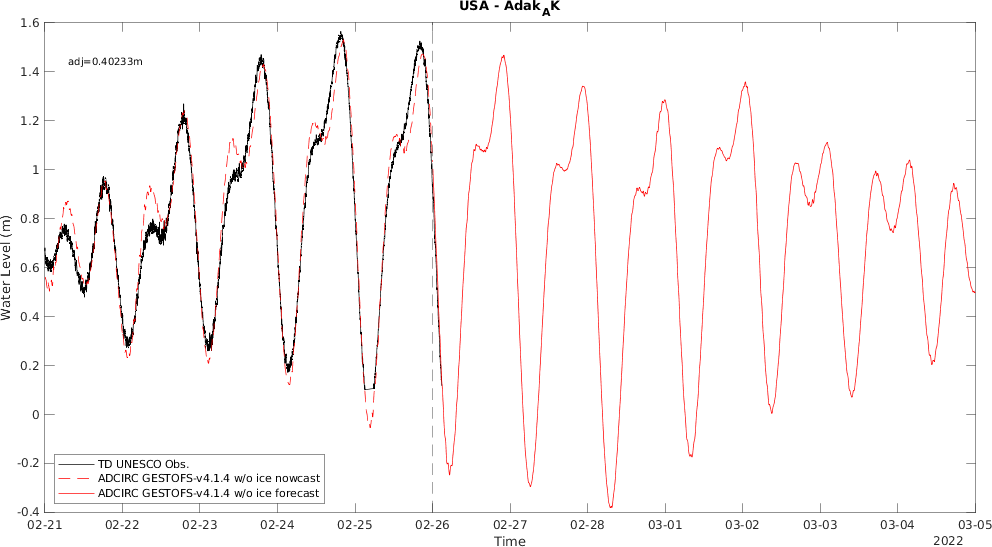 USA - Adak_AK
1.6
1.4
1.2
1
0.8
0.6
0.4
0.2
0
-0.2
-0.4
Water Level (m)
adj=0.40233m
TD UNESCO Obs.
ADCIRC GESTOFS-v4.1.4 w/o ice nowcast
ADCIRC GESTOFS-v4.1.4 w/o ice forecast
02-21 02-22 02-23 02-24 02-25 02-26 02-27 02-28 03-01 03-02 03-03 03-04 03-05
Time
2022